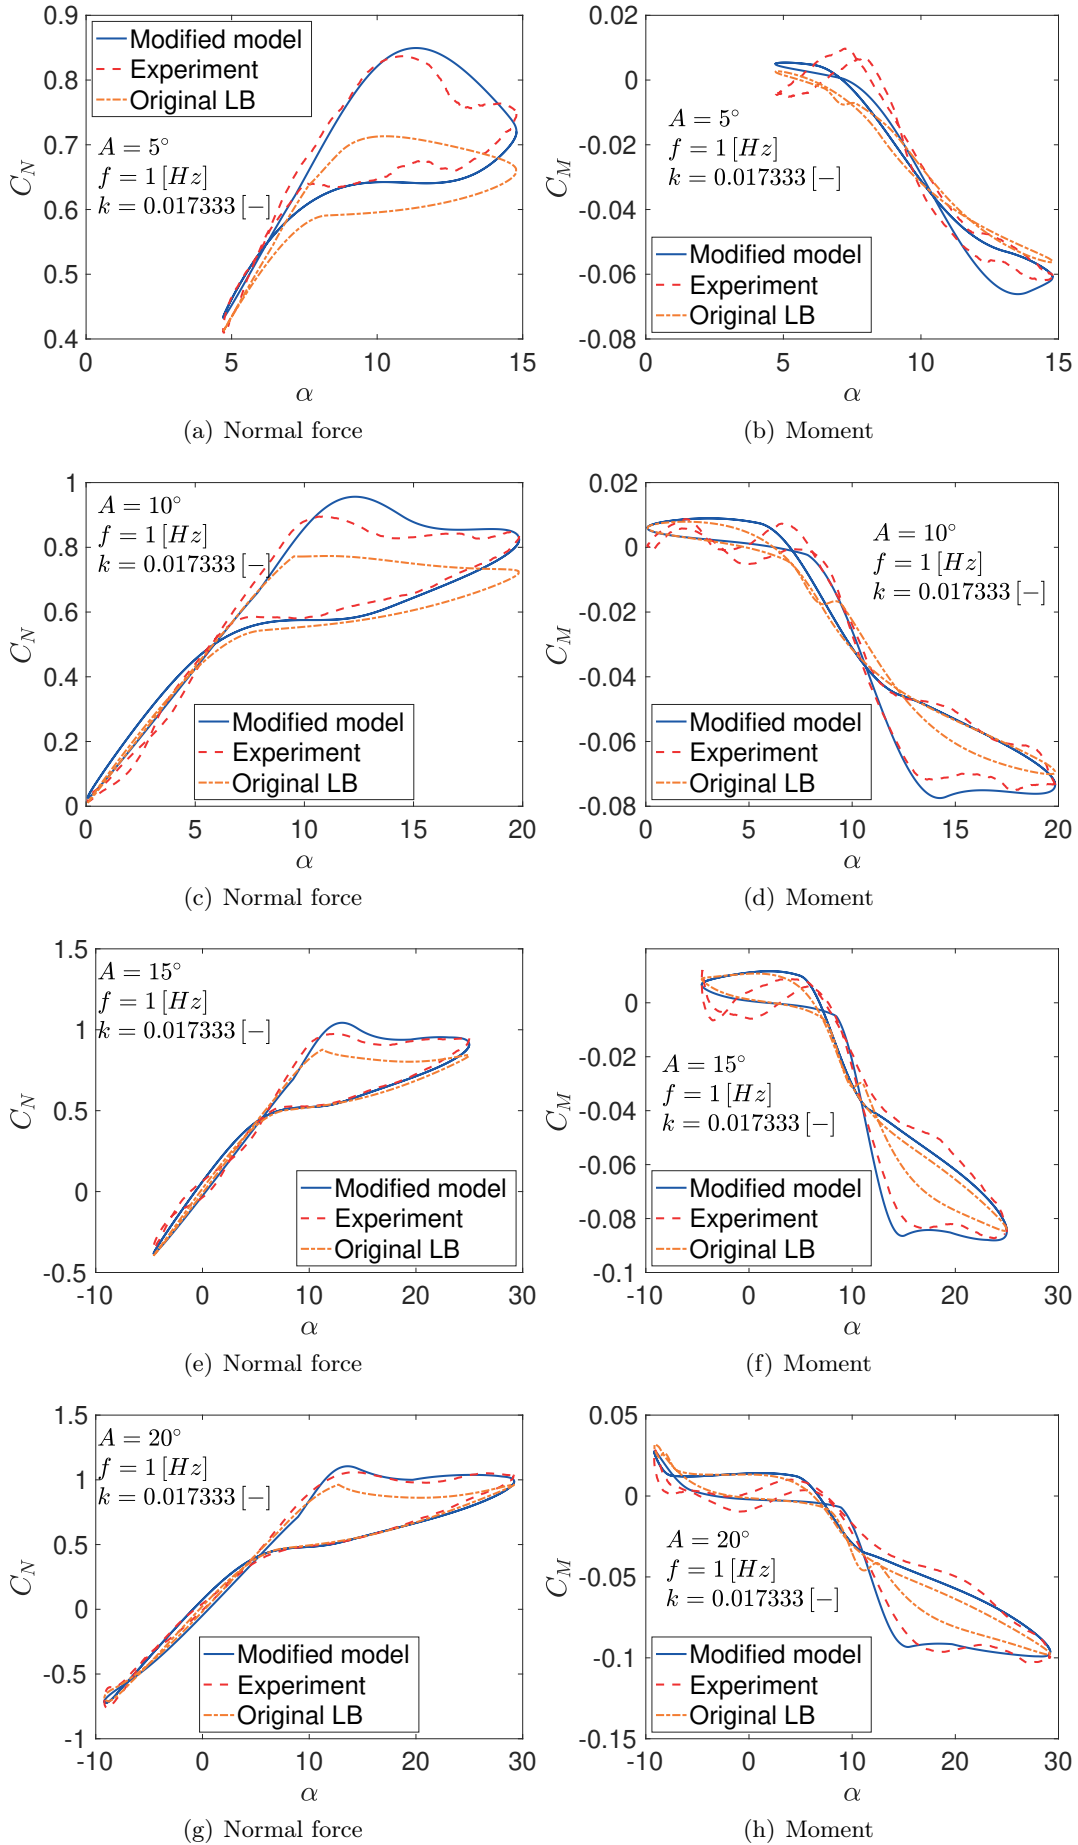 0.9
0.8
0.7
0.6
0.5
0.4
0 5 10 15
C_N
α
Modified model
Experiment
Original LB
A = 5°
f = 1 [Hz]
k = 0.017333 [−]
(a) Normal force
0.02
0
-0.02
-0.04
-0.06
-0.08
0 5 10 15
C_M
α
A = 5°
f = 1 [Hz]
k = 0.017333 [−]
Modified model
Experiment
Original LB
(b) Moment
1
0.8
0.6
0.4
0.2
0
0 5 10 15 20
C_N
α
A = 10°
f = 1 [Hz]
k = 0.017333 [−]
Modified model
Experiment
Original LB
(c) Normal force
0.02
0
-0.02
-0.04
-0.06
-0.08
0 5 10 15 20
C_M
α
A = 10°
f = 1 [Hz]
k = 0.017333 [−]
Modified model
Experiment
Original LB
(d) Moment
1.5
1
0.5
0
-0.5
-10 0 10 20 30
C_N
α
A = 15°
f = 1 [Hz]
k = 0.017333 [−]
Modified model
Experiment
Original LB
(e) Normal force
0
-0.02
-0.04
-0.06
-0.08
-0.1
-10 0 10 20 30
C_M
α
A = 15°
f = 1 [Hz]
k = 0.017333 [−]
Modified model
Experiment
Original LB
(f) Moment
1.5
1
0.5
0
-0.5
-1
-10 0 10 20 30
C_N
α
A = 20°
f = 1 [Hz]
k = 0.017333 [−]
Modified model
Experiment
Original LB
(g) Normal force
0.05
0
-0.05
-0.1
-0.15
-10 0 10 20 30
C_M
α
A = 20°
f = 1 [Hz]
k = 0.017333 [−]
Modified model
Experiment
Original LB
(h) Moment